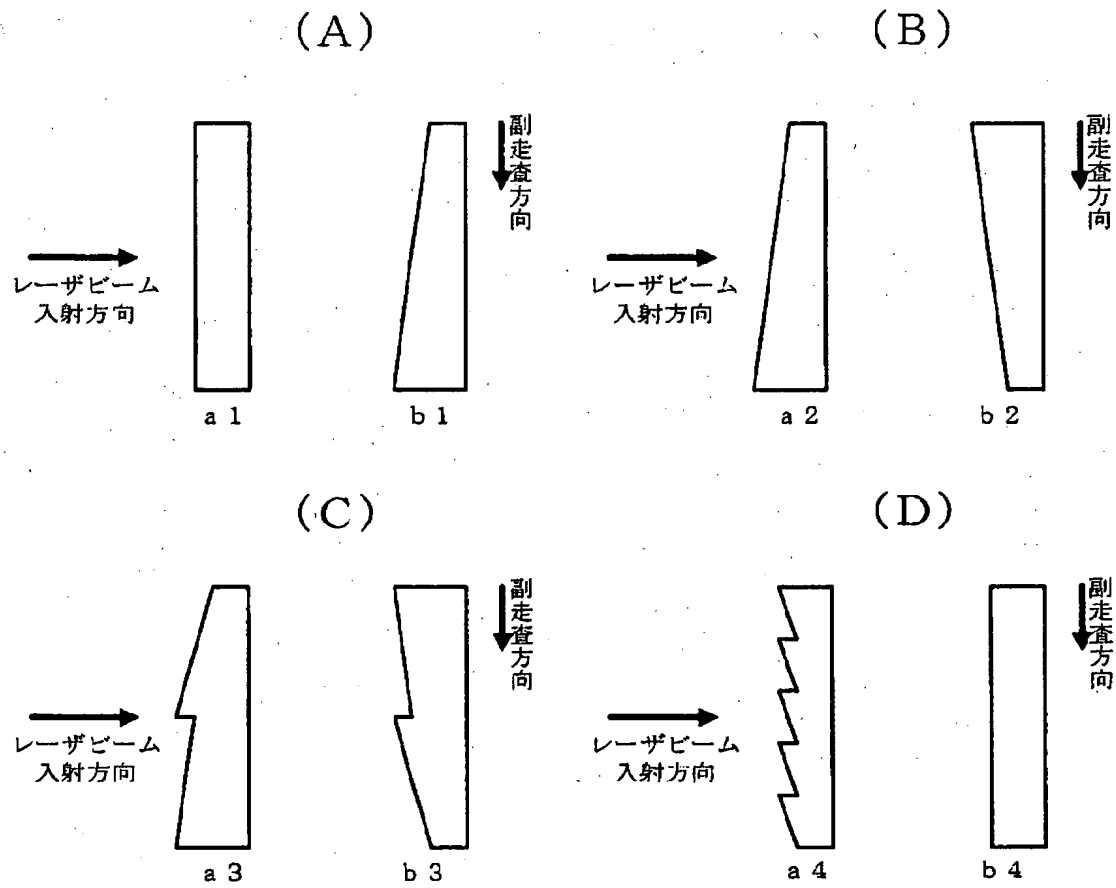 (A)
副走査方向
レーザビーム
入射方向
a 1
b 1
(B)
副走査方向
レーザビーム
入射方向
a 2
b 2
(C)
副走査方向
レーザビーム
入射方向
a 3
b 3
(D)
副走査方向
レーザビーム
入射方向
a 4
b 4